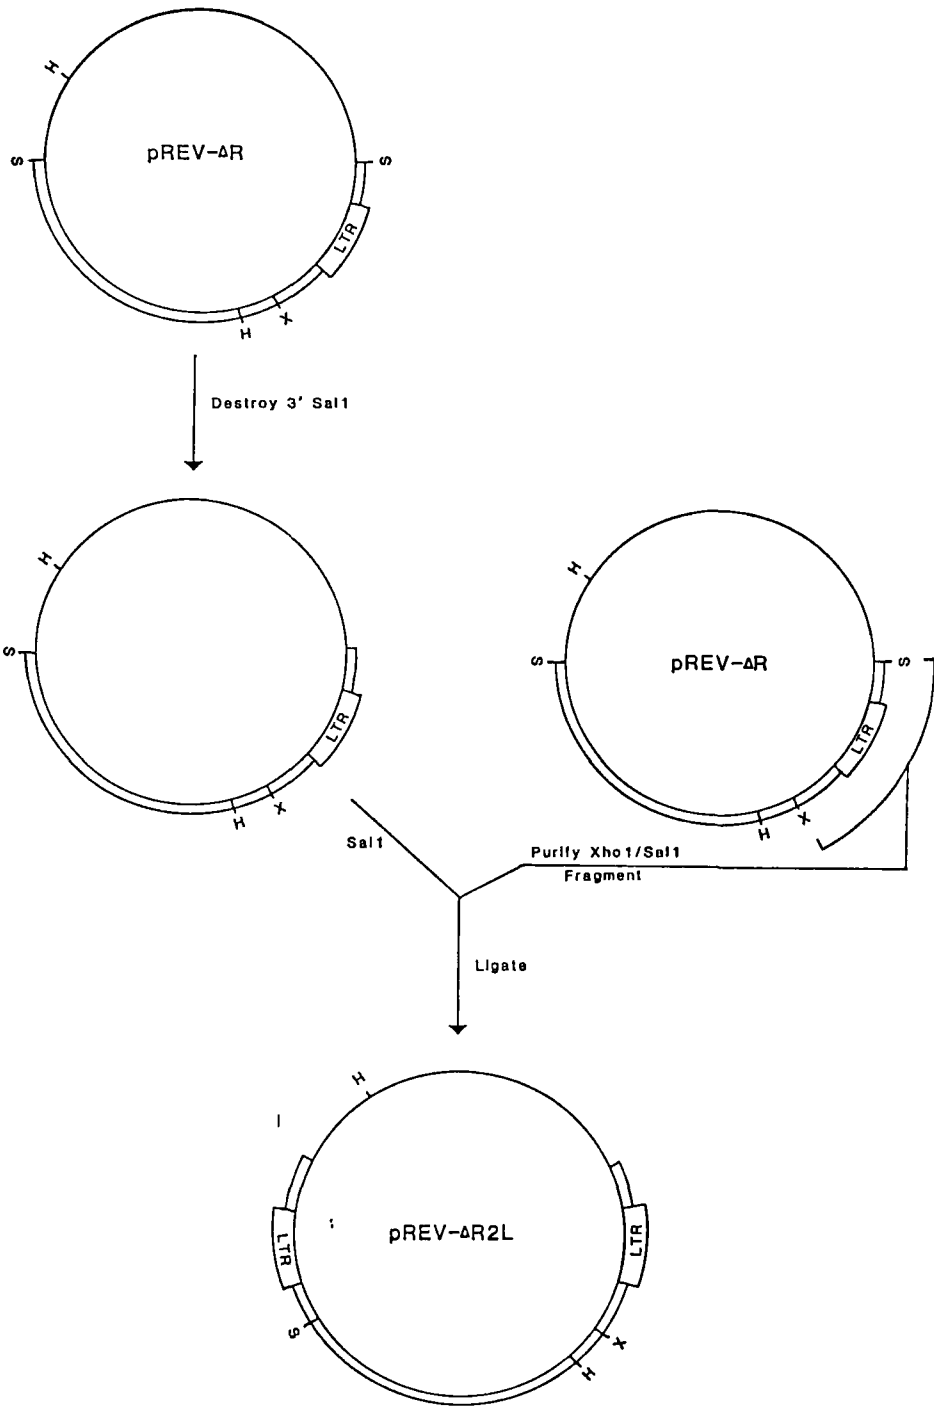 H
pREV-ΔR
S
S
LTR
X
H
Destroy 3' Sal1
H
S
LTR
X
H
H
pREV-ΔR
S
S
LTR
X
H
Sal1
Purify Xho1/Sal1
Fragment
Ligate
H
LTR
pREV-ΔR2L
LTR
S
X
H